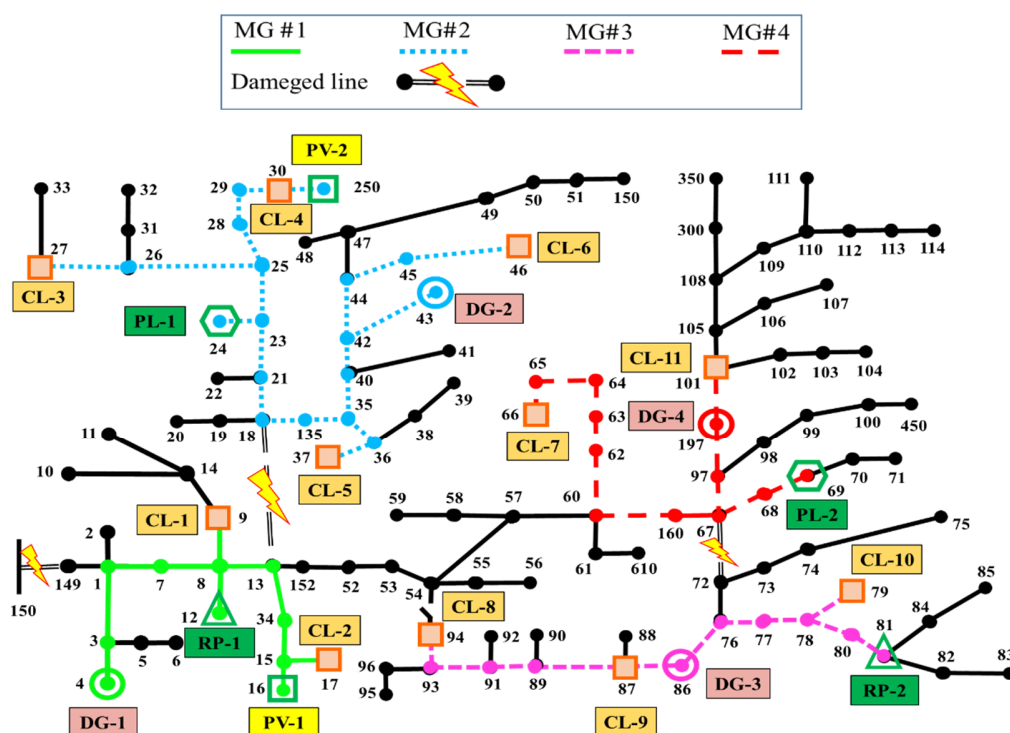 MG #1 MG#2 MG#3 MG#4
Dameged line
PV-2
33 32 29 30 250 50 51 150 350 111
49
31 28 CL-4 47 300 110 112 113 114
27 26 25 48 45 CL-6 109
46
CL-3 44 108
PL-1 43 DG-2 106 107
24 23 42 105
41 CL-11
22 21 40 65 64 101 102 103 104
35 39 66 DG-4 99 100 450
11 20 19 18 135 38 CL-7 63 197
37 36 62 98
10 14 CL-5 97 69 70 71
CL-1 9 59 58 57 60 68
2 160 67 PL-2 75
55 56 61 610 74 CL-10
149 1 7 8 13 152 52 53 54 72 73 79 85
150 CL-8 84
12 34 94 92 90 88 76 77 78 81
3 RP-1 CL-2 80
5 6 15 96 82 83
4 16 17 95 93 91 89 87 86 DG-3 RP-2
DG-1 PV-1 CL-9